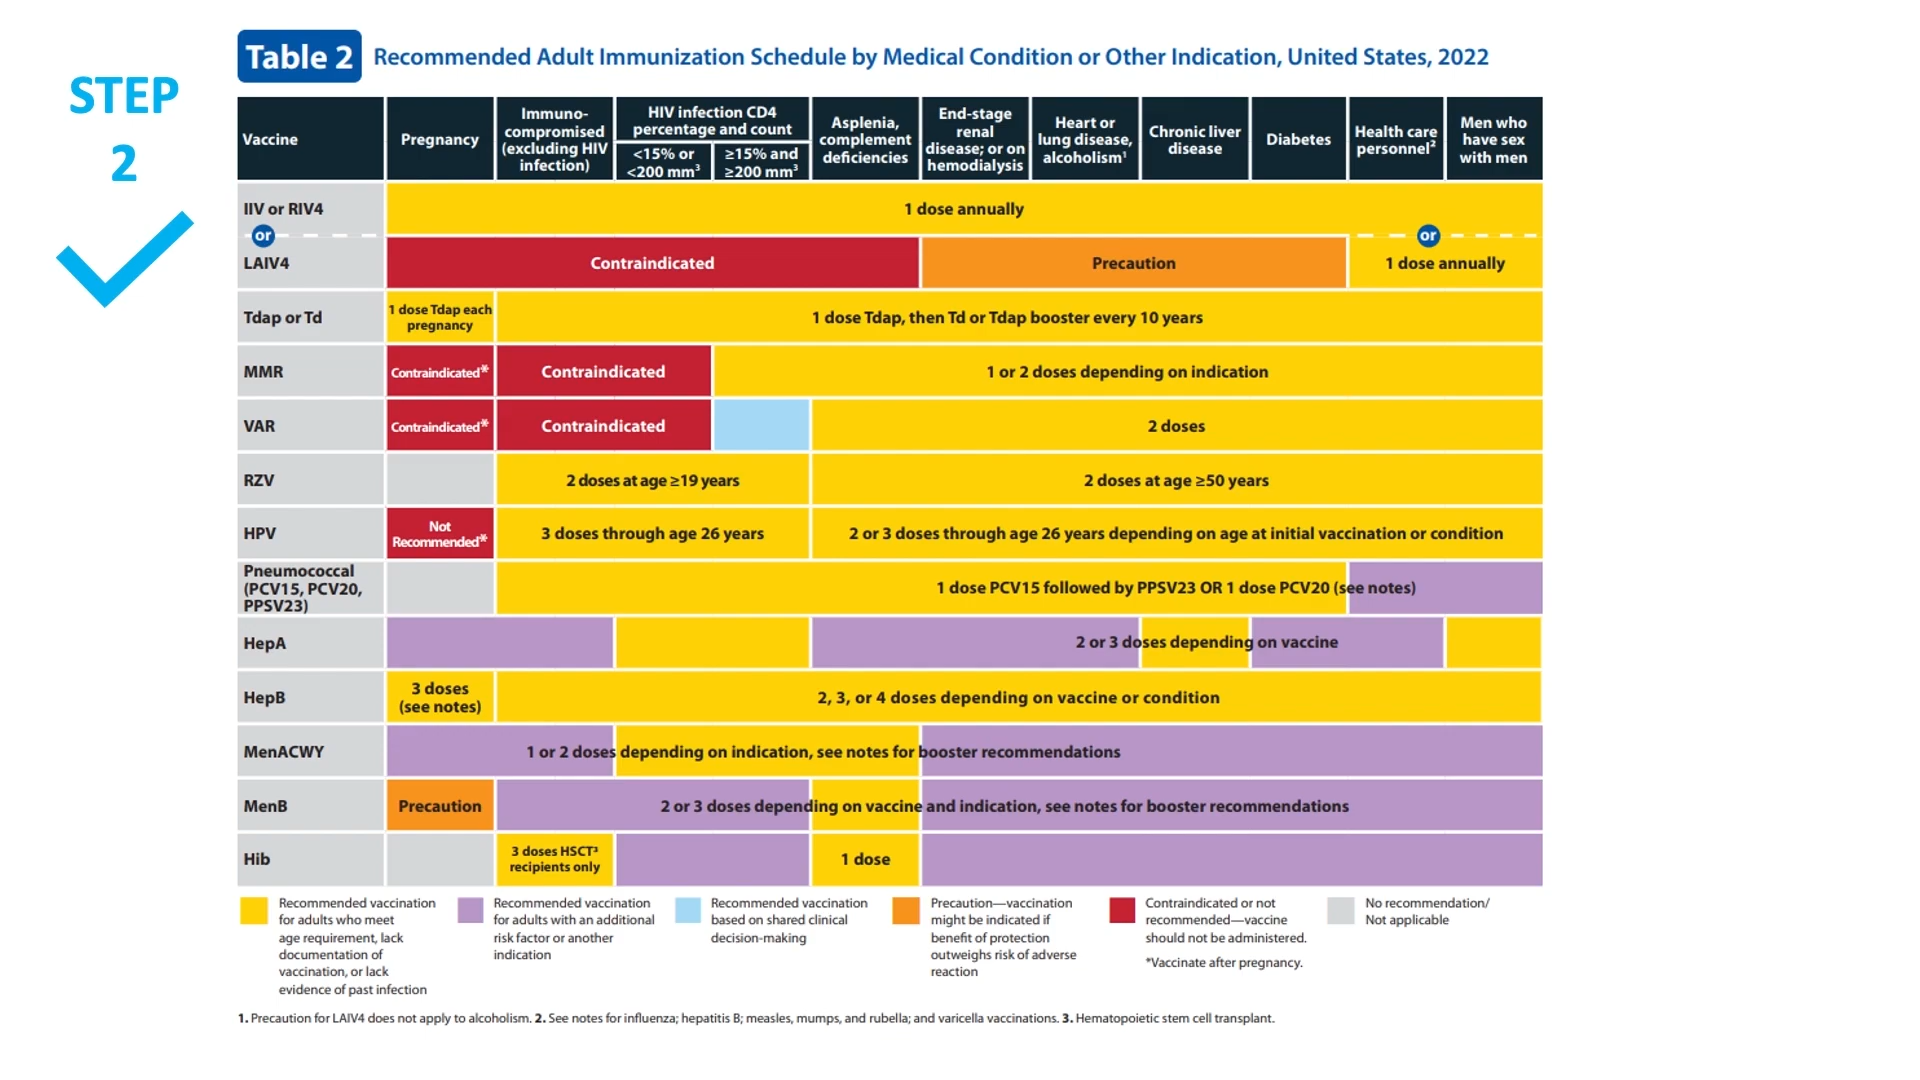 STEP
2
Table 2 Recommended Adult Immunization Schedule by Medical Condition or Other Indication, United States, 2022
Vaccine
Pregnancy
Immuno-
compromised
(excluding HIV
infection)
HIV infection CD4
percentage and count
<15% or
<200 mm³
≥15% and
≥200 mm³
Asplenia,
complement
deficiencies
End-stage
renal
disease; or on
hemodialysis
Heart or
lung disease,
alcoholism¹
Chronic liver
disease
Diabetes
Health care
personnel²
Men who
have sex
with men
IIV or RIV4
1 dose annually
or
or
LAIV4
Contraindicated
Precaution
1 dose annually
Tdap or Td
1 dose Tdap each
pregnancy
1 dose Tdap, then Td or Tdap booster every 10 years
MMR
Contraindicated*
Contraindicated
1 or 2 doses depending on indication
VAR
Contraindicated*
Contraindicated
2 doses
RZV
2 doses at age ≥19 years
2 doses at age ≥50 years
HPV
Not
Recommended*
3 doses through age 26 years
2 or 3 doses through age 26 years depending on age at initial vaccination or condition
Pneumococcal
(PCV15, PCV20,
PPSV23)
1 dose PCV15 followed by PPSV23 OR 1 dose PCV20 (see notes)
HepA
2 or 3 doses depending on vaccine
HepB
3 doses
(see notes)
2, 3, or 4 doses depending on vaccine or condition
MenACWY
1 or 2 doses depending on indication, see notes for booster recommendations
MenB
Precaution
2 or 3 doses depending on vaccine and indication, see notes for booster recommendations
Hib
3 doses HSCT³
recipients only
1 dose
Recommended vaccination
for adults who meet
age requirement, lack
documentation of
vaccination, or lack
evidence of past infection
Recommended vaccination
for adults with an additional
risk factor or another
indication
Recommended vaccination
based on shared clinical
decision-making
Precaution—vaccination
might be indicated if
benefit of protection
outweighs risk of adverse
reaction
Contraindicated or not
recommended—vaccine
should not be administered.
*Vaccinate after pregnancy.
No recommendation/
Not applicable
1. Precaution for LAIV4 does not apply to alcoholism. 2. See notes for influenza; hepatitis B; measles, mumps, and rubella; and varicella vaccinations. 3. Hematopoietic stem cell transplant.